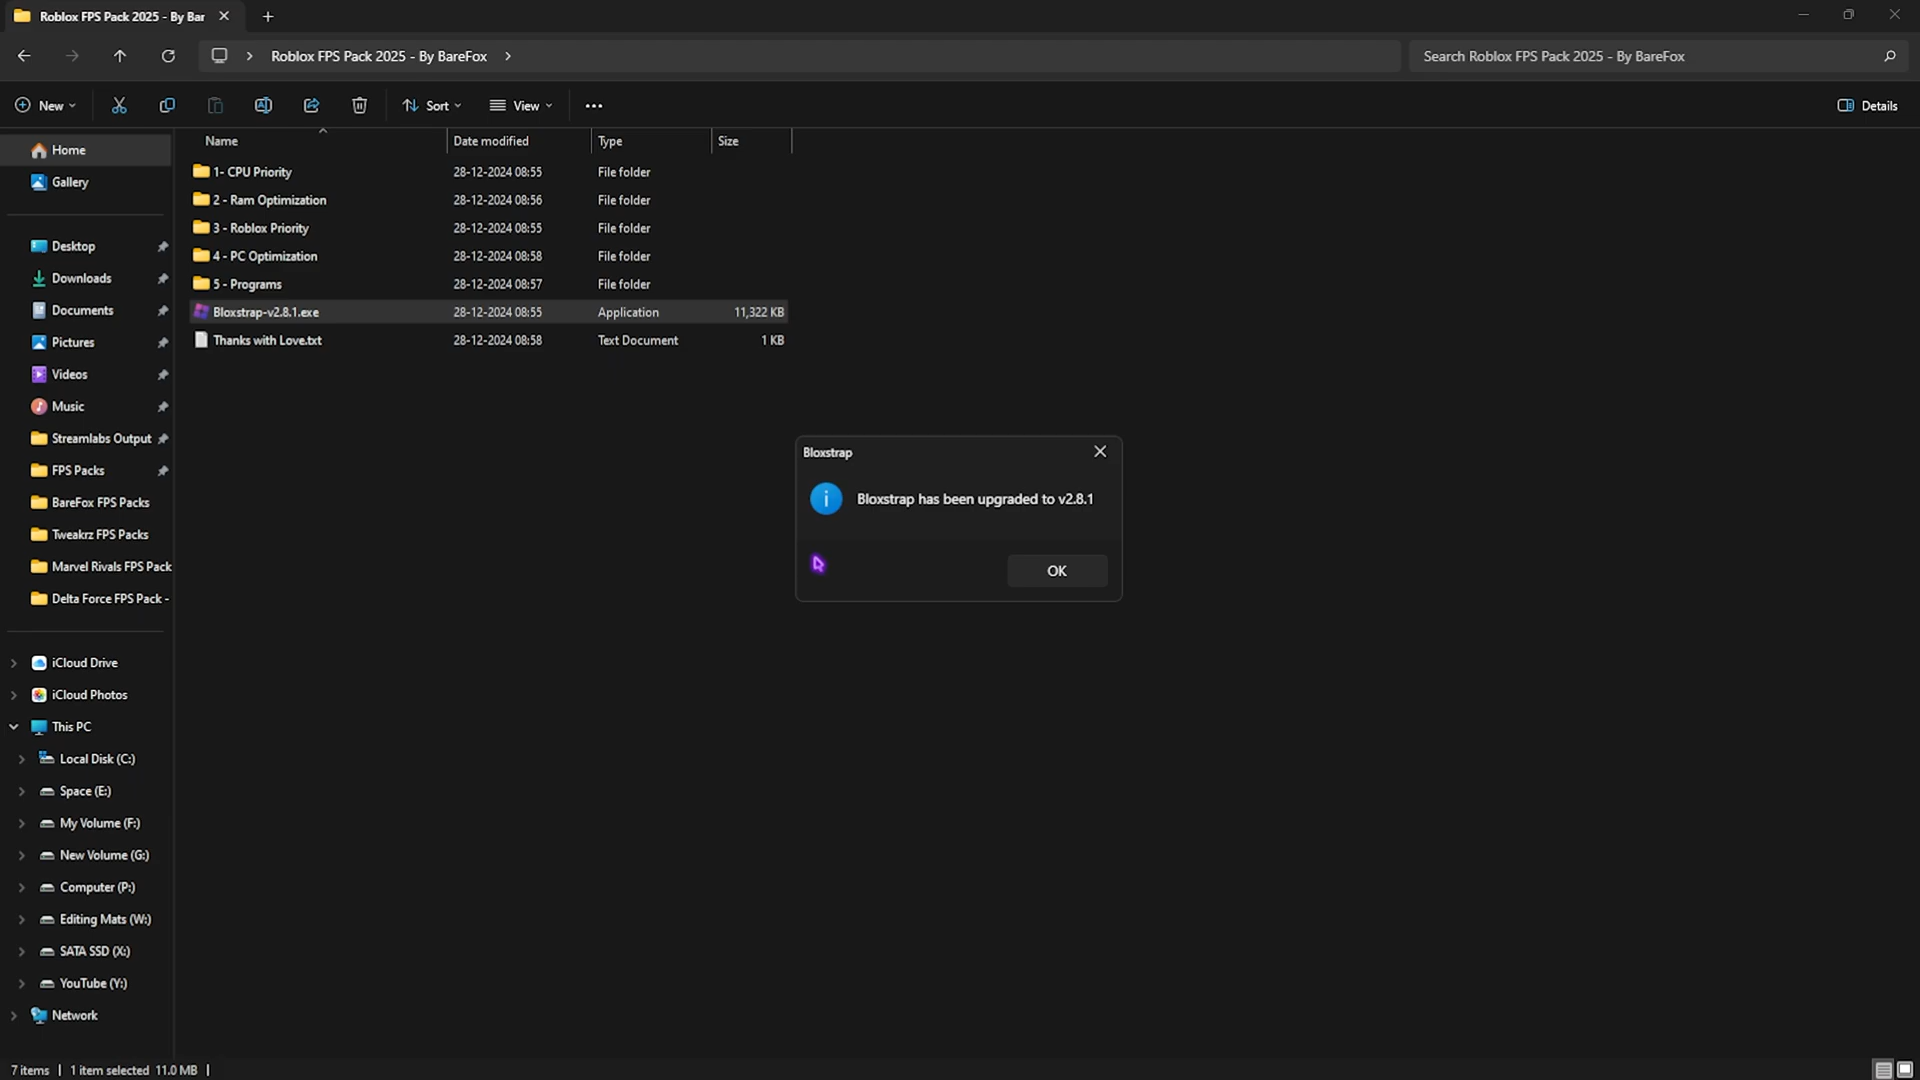 Roblox FPS Pack 2025 - By Bar
Roblox FPS Pack 2025 - By BareFox
Search Roblox FPS Pack 2025 - By BareFox
New
Sort
View
Details
Name Date modified Type Size
1- CPU Priority 28-12-2024 08:55 File folder
2 - Ram Optimization 28-12-2024 08:56 File folder
3 - Roblox Priority 28-12-2024 08:55 File folder
4 - PC Optimization 28-12-2024 08:58 File folder
5 - Programs 28-12-2024 08:57 File folder
Bloxstrap-v2.8.1.exe 28-12-2024 08:55 Application 11,322 KB
Thanks with Love.txt 28-12-2024 08:58 Text Document 1 KB
Home
Gallery
Desktop
Downloads
Documents
Pictures
Videos
Music
Streamlabs Output
FPS Packs
BareFox FPS Packs
Tweakrz FPS Packs
Marvel Rivals FPS Pack
Delta Force FPS Pack -
iCloud Drive
iCloud Photos
This PC
Local Disk (C:)
Space (E:)
My Volume (F:)
New Volume (G:)
Computer (P:)
Editing Mats (W:)
SATA SSD (X:)
YouTube (Y:)
Network
Bloxstrap
Bloxstrap has been upgraded to v2.8.1
OK
7 items 1 item selected 11.0 MB